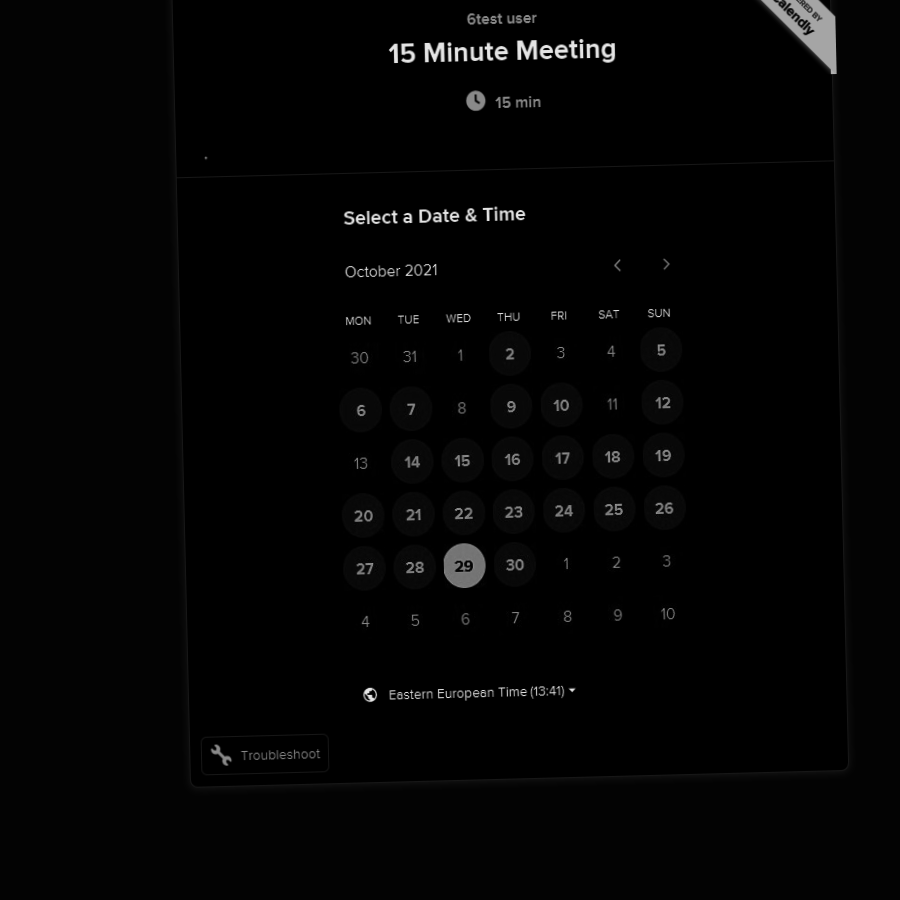 6test user
15 Minute Meeting
15 min
Select a Date & Time
October 2021
MON TUE WED THU FRI SAT SUN
30 31 1 2 3 4 5
6 7 8 9 10 11 12
13 14 15 16 17 18 19
20 21 22 23 24 25 26
27 28 29 30 1 2 3
4 5 6 7 8 9 10
Eastern European Time (13:41)
Troubleshoot
BY